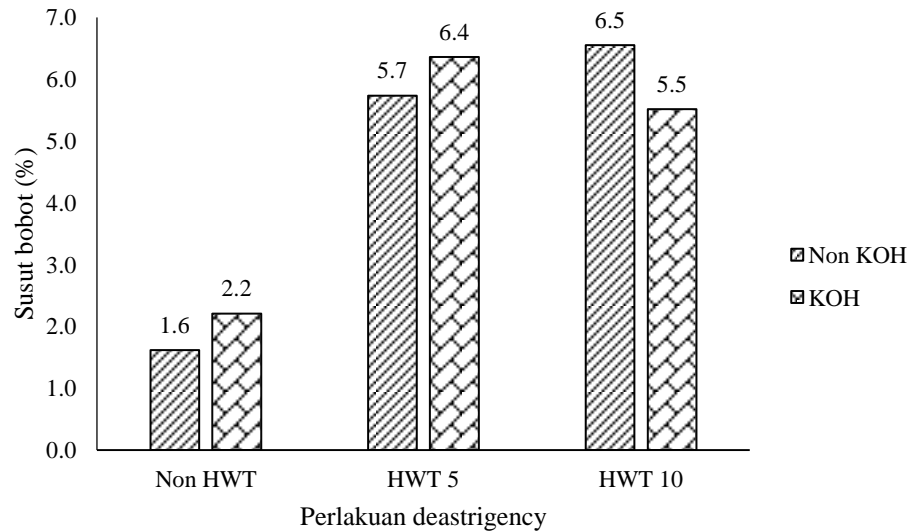 7.0
6.0
5.0
4.0
3.0
2.0
1.0
0.0
Susut bobot (%)
1.6
2.2
5.7
6.4
6.5
5.5
Non HWT
HWT 5
HWT 10
Perlakuan deastrigency
Non KOH
KOH